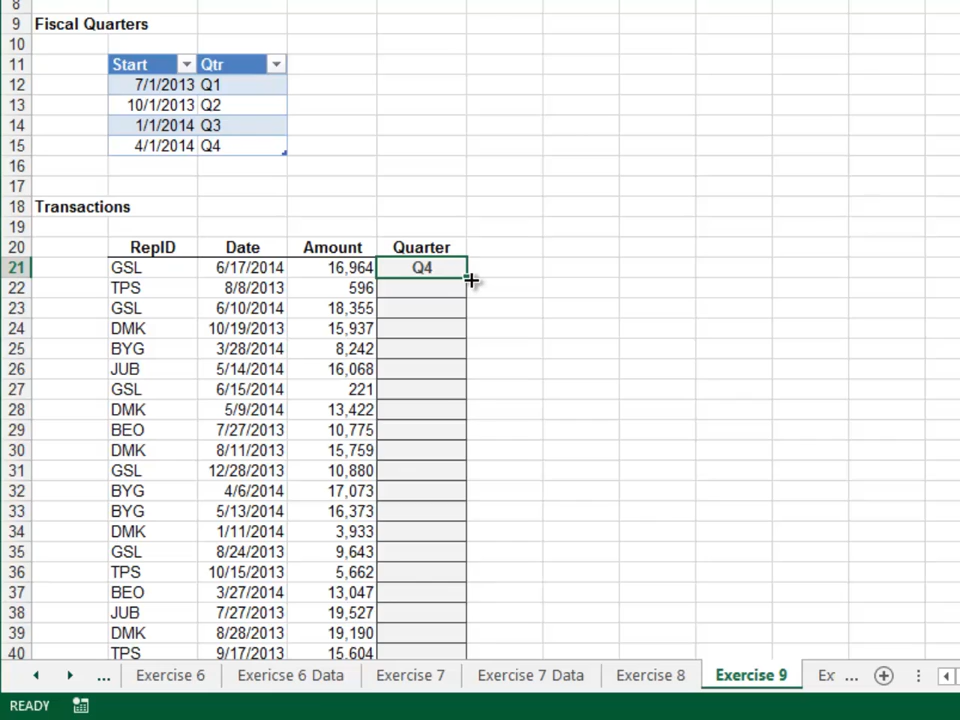 8
9 Fiscal Quarters
10
11 Start Qtr
12 7/1/2013 Q1
13 10/1/2013 Q2
14 1/1/2014 Q3
15 4/1/2014 Q4
16
17
18 Transactions
19
20 RepID Date Amount Quarter
21 GSL 6/17/2014 16,964 Q4
22 TPS 8/8/2013 596
23 GSL 6/10/2014 18,355
24 DMK 10/19/2013 15,937
25 BYG 3/28/2014 8,242
26 JUB 5/14/2014 16,068
27 GSL 6/15/2014 221
28 DMK 5/9/2014 13,422
29 BEO 7/27/2013 10,775
30 DMK 8/11/2013 15,759
31 GSL 12/28/2013 10,880
32 BYG 4/6/2014 17,073
33 BYG 5/13/2014 16,373
34 DMK 1/11/2014 3,933
35 GSL 8/24/2013 9,643
36 TPS 10/15/2013 5,662
37 BEO 3/27/2014 13,047
38 JUB 7/27/2013 19,527
39 DMK 8/28/2013 19,190
40 TPS 9/17/2013 15,604
... Exercise 6 Exericse 6 Data Exercise 7 Exercise 7 Data Exercise 8 Exercise 9 Ex ...
READY